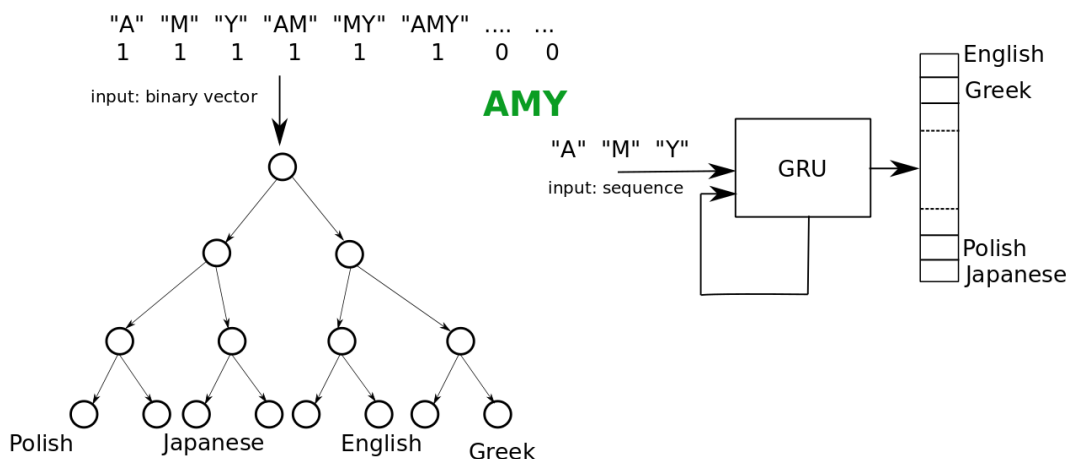 "A" "M" "Y" "AM" "MY" "AMY" .... ...
1 1 1 1 1 1 0 0
input: binary vector
AMY
"A" "M" "Y"
input: sequence
GRU
English
Greek
Polish
Japanese
Polish
Japanese
English
Greek